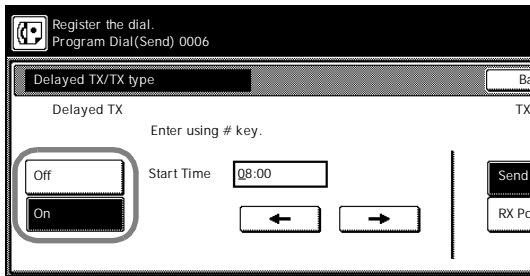 Register the dial.
Program Dial(Send) 0006
Delayed TX/TX type
Delayed TX
TX
Enter using # key.
Off
Start Time
08:00
Send
On